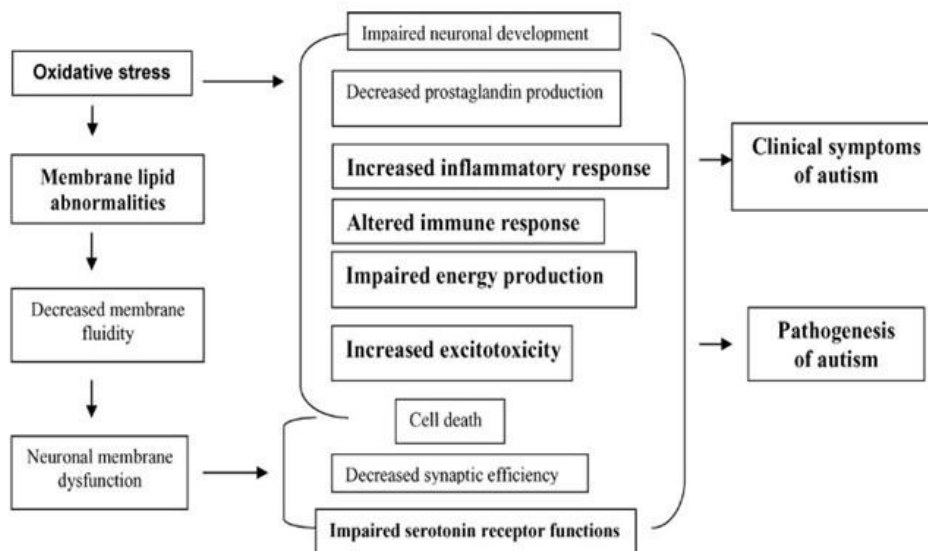 Oxidative stress
Membrane lipid
abnormalities
Decreased membrane
fluidity
Neuronal membrane
dysfunction
Impaired neuronal development
Decreased prostaglandin production
Increased inflammatory response
Altered immune response
Impaired energy production
Increased excitotoxicity
Cell death
Decreased synaptic efficiency
Impaired serotonin receptor functions
Clinical symptoms
of autism
Pathogenesis
of autism